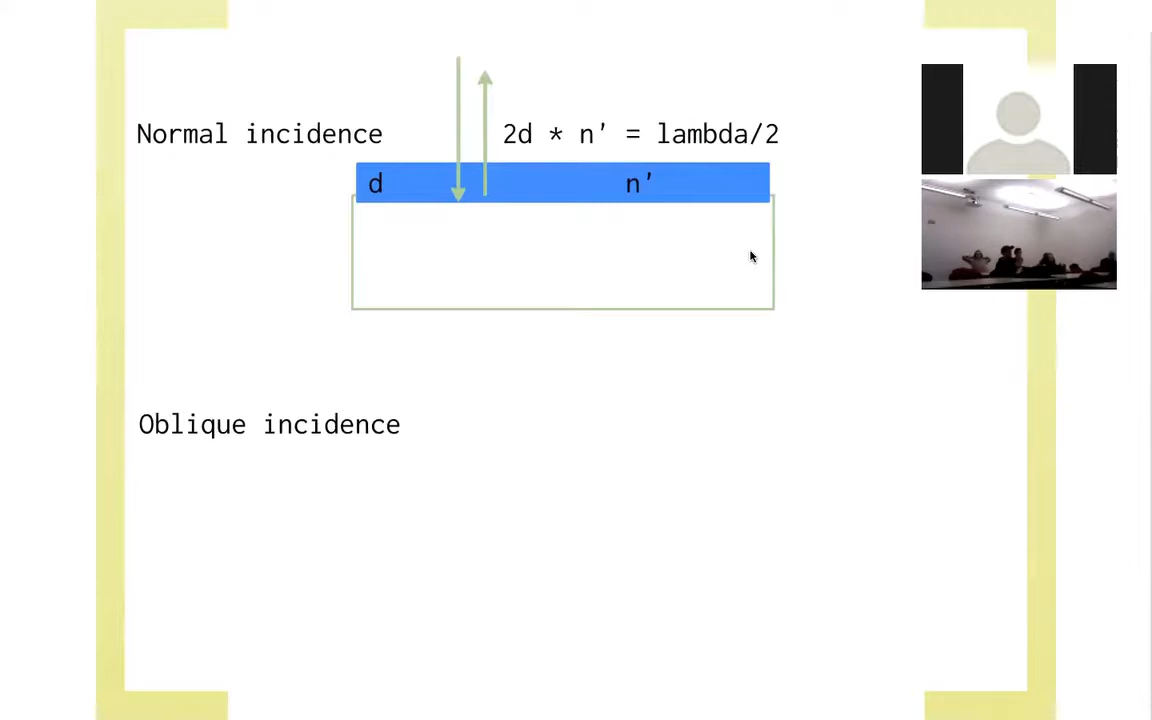 Normal incidence
2d * n’ = lambda/2
d
n’
Oblique incidence